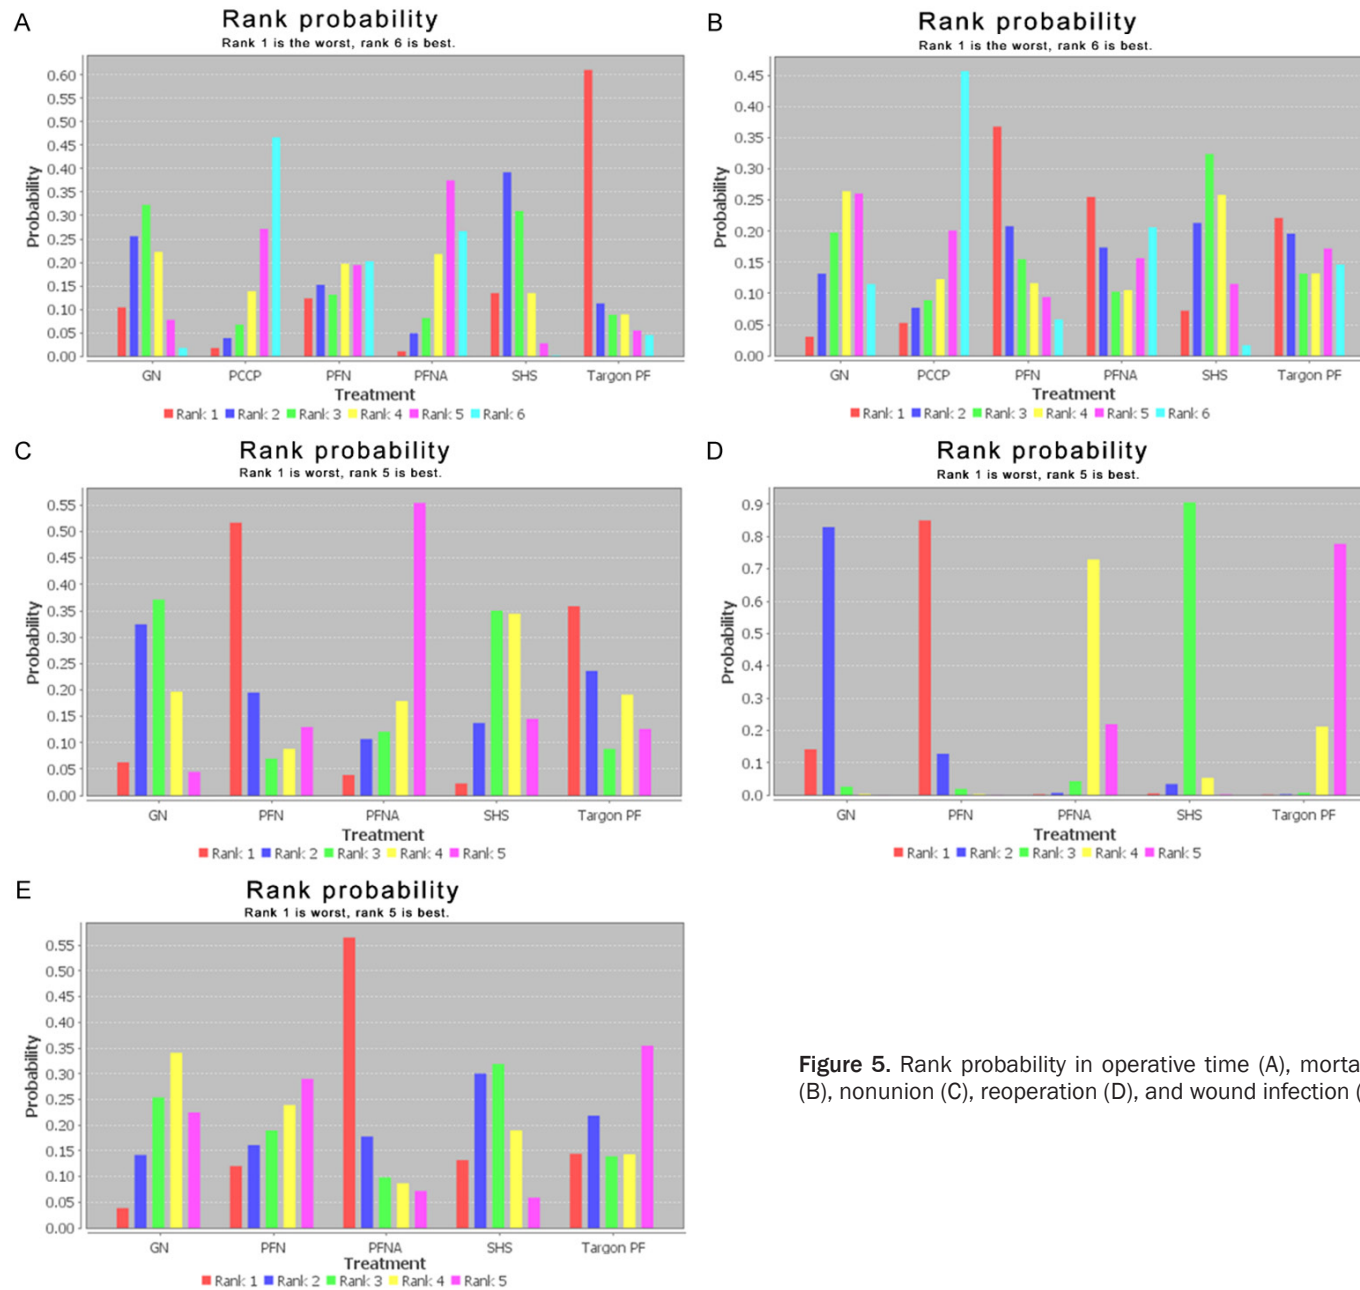 A
Rank probability
Rank 1 is the worst, rank 6 is best.
Probability
0.60
0.55
0.50
0.45
0.40
0.35
0.30
0.25
0.20
0.15
0.10
0.05
0.00
GN PCCP PFN PFNA SHS Targon PF
Treatment
Rank: 1 Rank: 2 Rank: 3 Rank: 4 Rank: 5 Rank: 6
B
Rank probability
Rank 1 is the worst, rank 6 is best.
Probability
0.45
0.40
0.35
0.30
0.25
0.20
0.15
0.10
0.05
0.00
GN PCCP PFN PFNA SHS Targon PF
Treatment
Rank: 1 Rank: 2 Rank: 3 Rank: 4 Rank: 5 Rank: 6
C
Rank probability
Rank 1 is worst, rank 5 is best.
Probability
0.55
0.50
0.45
0.40
0.35
0.30
0.25
0.20
0.15
0.10
0.05
0.00
GN PFN PFNA SHS Targon PF
Treatment
Rank: 1 Rank: 2 Rank: 3 Rank: 4 Rank: 5
D
Rank probability
Rank 1 is worst, rank 5 is best.
Probability
0.9
0.8
0.7
0.6
0.5
0.4
0.3
0.2
0.1
0.0
GN PFN PFNA SHS Targon PF
Treatment
Rank: 1 Rank: 2 Rank: 3 Rank: 4 Rank: 5
E
Rank probability
Rank 1 is worst, rank 5 is best.
Probability
0.55
0.50
0.45
0.40
0.35
0.30
0.25
0.20
0.15
0.10
0.05
0.00
GN PFN PFNA SHS Targon PF
Treatment
Rank: 1 Rank: 2 Rank: 3 Rank: 4 Rank: 5
Figure 5. Rank probability in operative time (A), morta
(B), nonunion (C), reoperation (D), and wound infection (